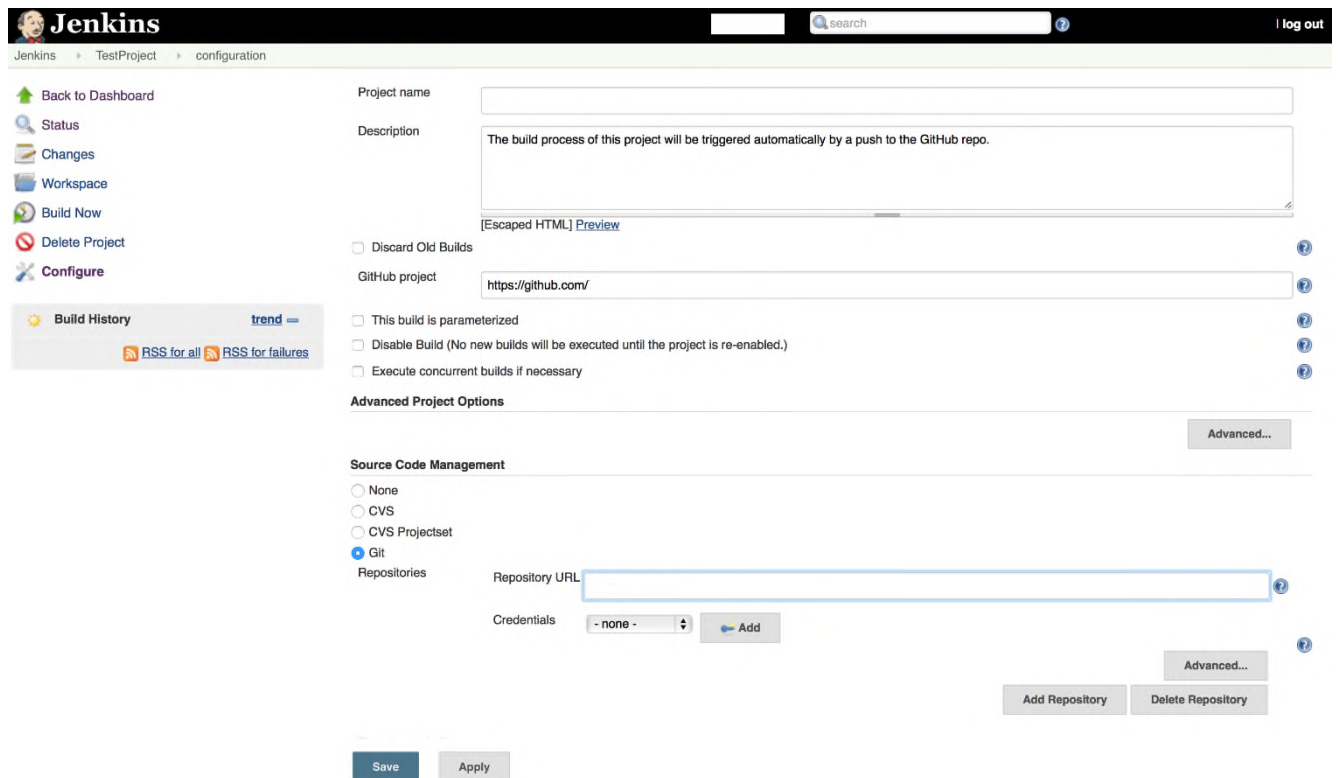 Jenkins
search
log out
Jenkins TestProject configuration
Back to Dashboard
Status
Changes
Workspace
Build Now
Delete Project
Configure
Build History trend
RSS for all RSS for failures
Project name
Description
The build process of this project will be triggered automatically by a push to the GitHub repo.
[Escaped HTML] Preview
Discard Old Builds
GitHub project
https://github.com/
This build is parameterized
Disable Build (No new builds will be executed until the project is re-enabled.)
Execute concurrent builds if necessary
Advanced Project Options
Advanced...
Source Code Management
None
CVS
CVS Projectset
Git
Repositories
Repository URL
Credentials
- none -
Add
Advanced...
Add Repository Delete Repository
Save Apply